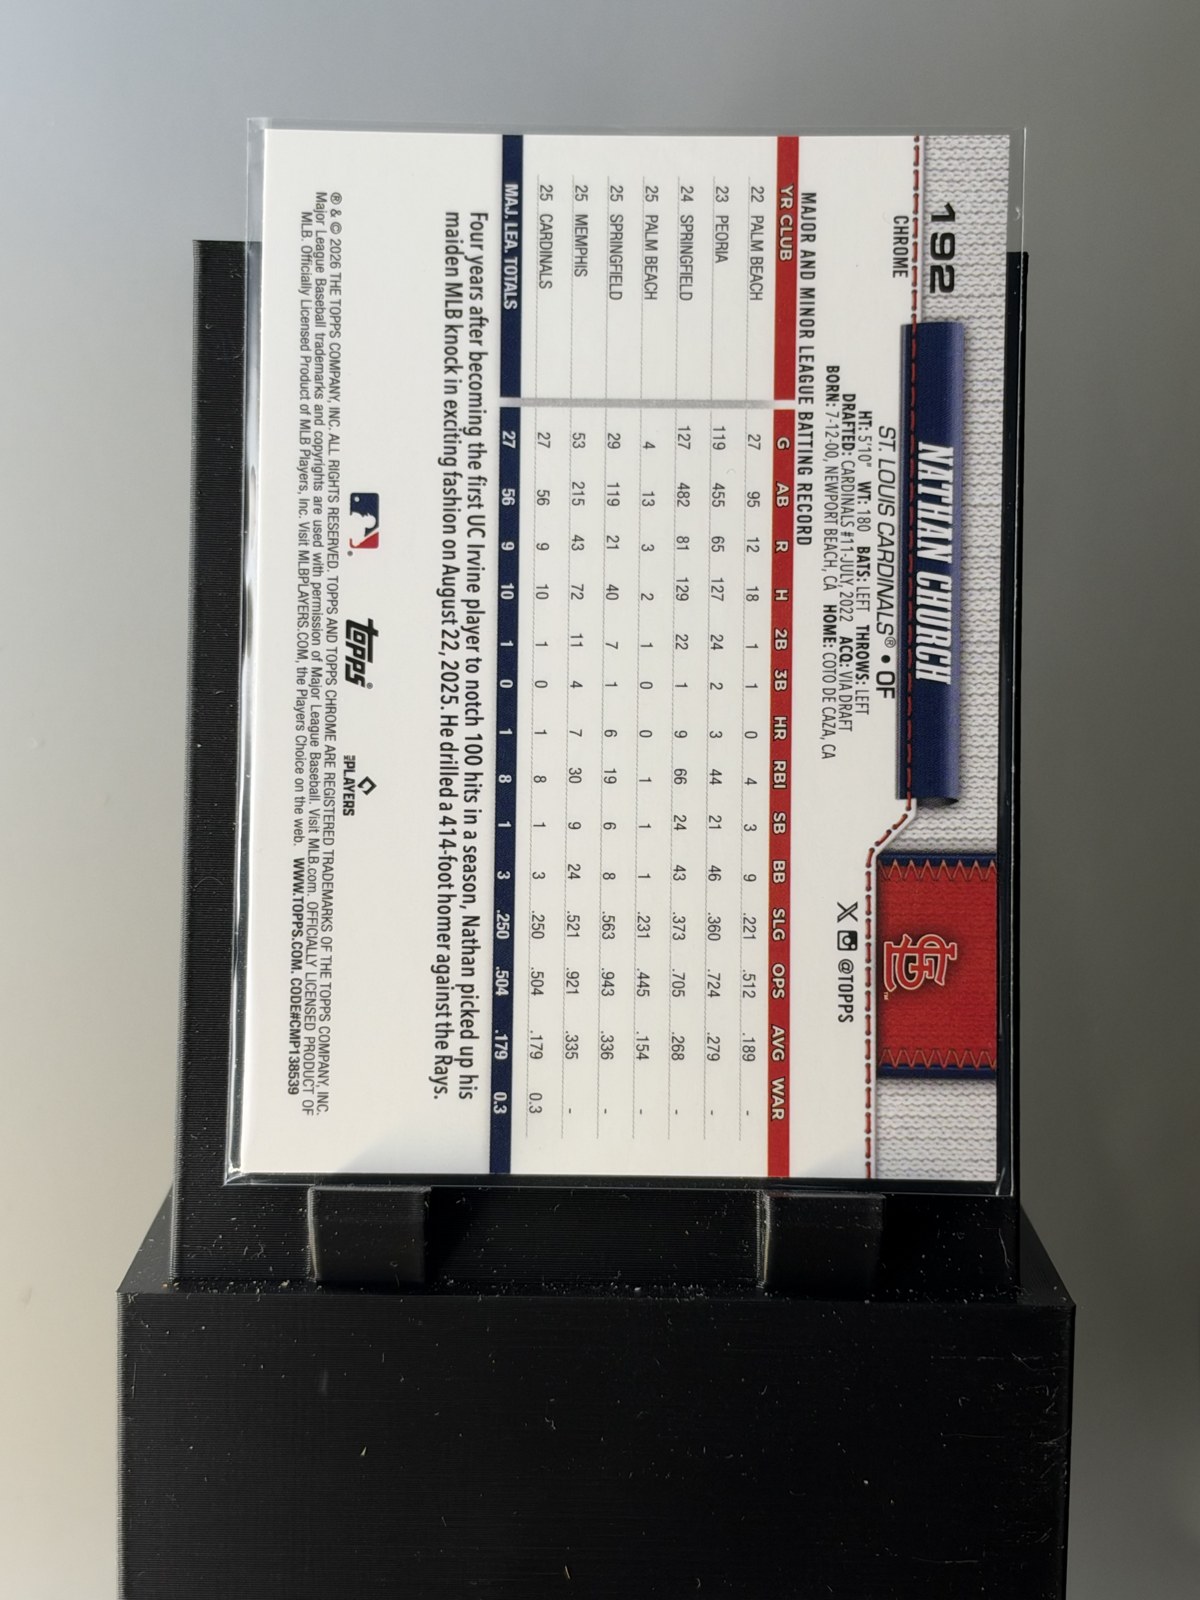 192
CHROME
NATHAN CHURCH
ST. LOUIS CARDINALS® • OF
HT: 5'10" WT: 180 BATS: LEFT THROWS: LEFT
DRAFTED: CARDINALS #11-JULY, 2022 ACQ: VIA DRAFT
BORN: 7-12-00, NEWPORT BEACH, CA HOME: COTO DE CAZA, CA
STL™
X @TOPPS
MAJOR AND MINOR LEAGUE BATTING RECORD
YR CLUB G AB R H 2B 3B HR RBI SB BB SLG OPS AVG WAR
22 PALM BEACH 27 95 12 18 1 1 0 4 3 9 .221 .512 .189 -
23 PEORIA 119 455 65 127 24 2 3 44 21 46 .360 .724 .279 -
24 SPRINGFIELD 127 482 81 129 22 1 9 66 24 43 .373 .705 .268 -
25 PALM BEACH 4 13 3 2 1 0 0 1 1 1 .231 .445 .154 -
25 SPRINGFIELD 29 119 21 40 7 1 6 19 6 8 .563 .943 .336 -
25 MEMPHIS 53 215 43 72 11 4 7 30 9 24 .521 .921 .335 -
25 CARDINALS 27 56 9 10 1 0 1 8 1 3 .250 .504 .179 0.3
MAJ. LEA. TOTALS 27 56 9 10 1 0 1 8 1 3 .250 .504 .179 0.3
Four years after becoming the first UC Irvine player to notch 100 hits in a season, Nathan picked up his
maiden MLB knock in exciting fashion on August 22, 2025. He drilled a 414-foot homer against the Rays.
topps®
MLB PLAYERS
® & © 2026 THE TOPPS COMPANY, INC. ALL RIGHTS RESERVED. TOPPS AND TOPPS CHROME ARE REGISTERED TRADEMARKS OF THE TOPPS COMPANY, INC.
Major League Baseball trademarks and copyrights are used with permission of Major League Baseball. Visit MLB.com. OFFICIALLY LICENSED PRODUCT OF
MLB. Officially Licensed Product of MLB Players, Inc. Visit MLBPLAYERS.COM, the Players Choice on the web. WWW.TOPPS.COM. CODE#CMP138539